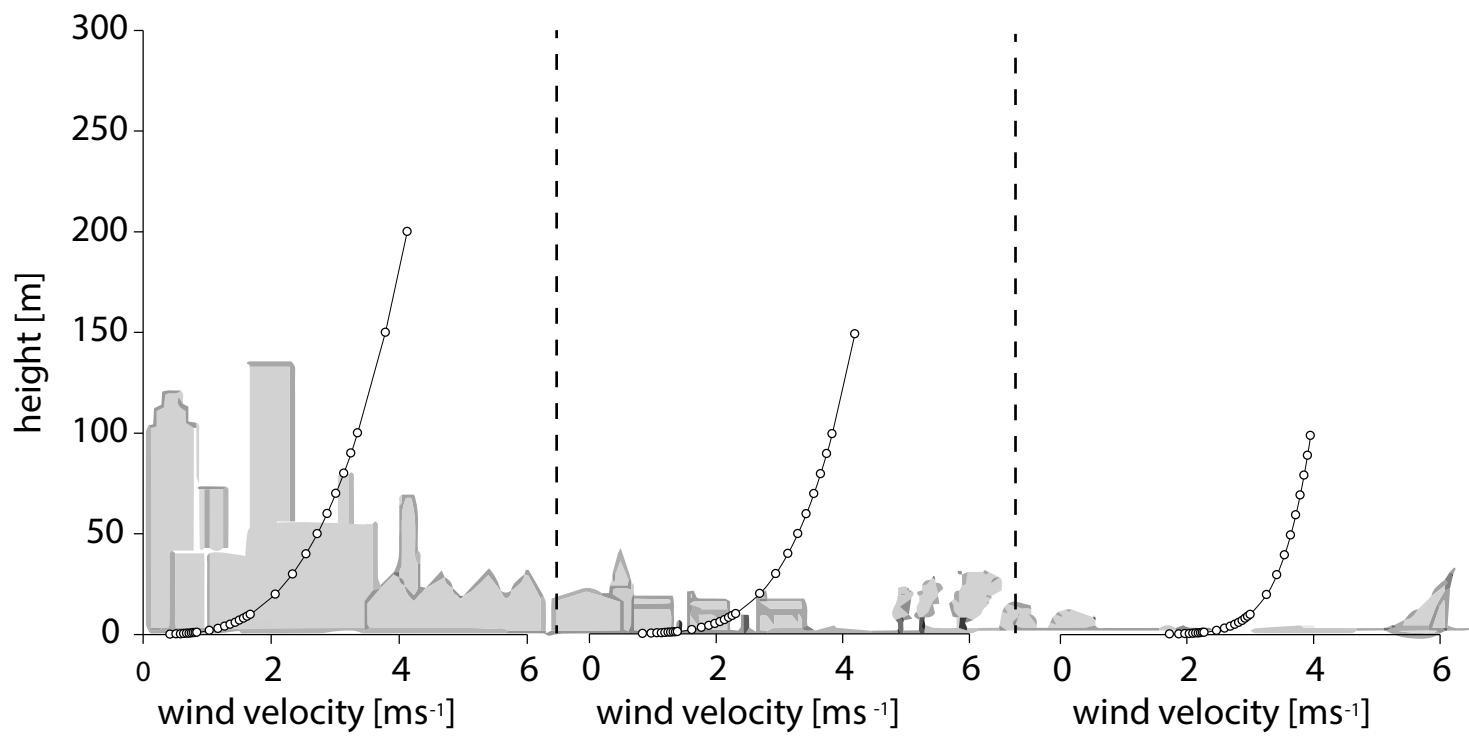 300
250
200
150
100
50
0
height [m]
0 2 4 6
0 2 4 6
0 2 4 6
wind velocity [ms-1]
wind velocity [ms -1]
wind velocity [ms-1]